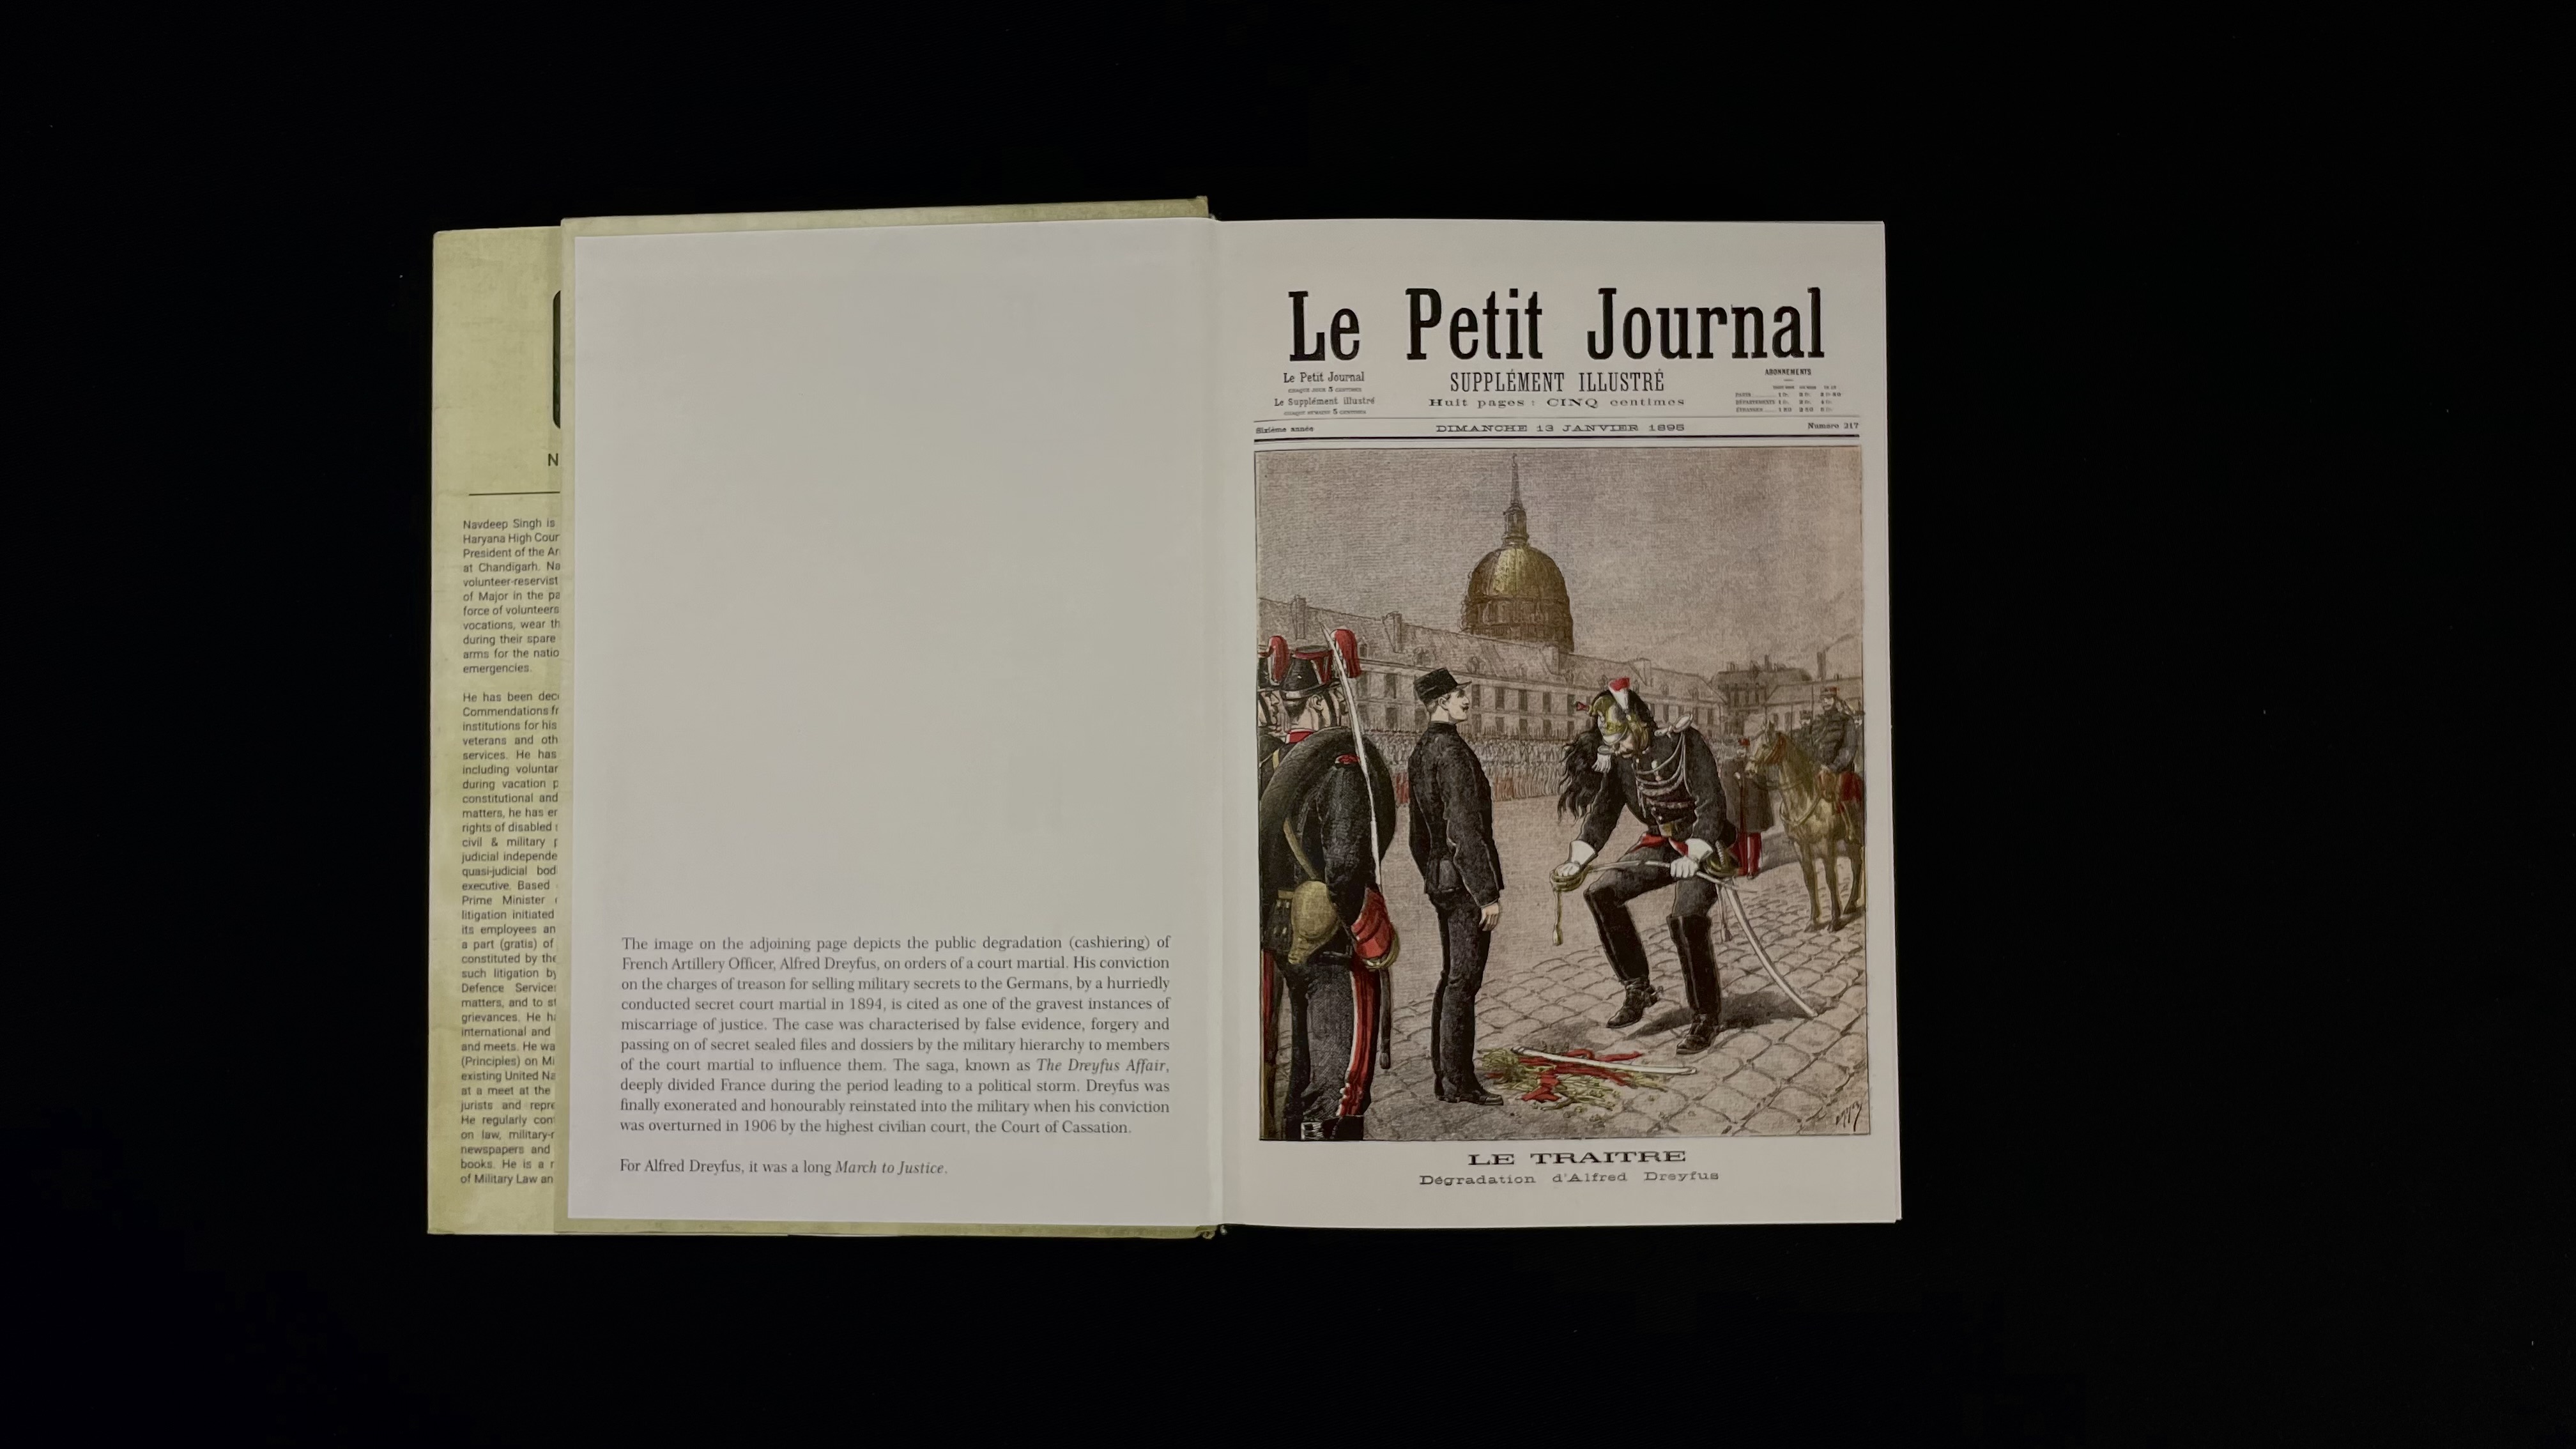 N
Navdeep Singh is
Haryana High Cour
President of the Ar
at Chandigarh. Na
volunteer-reservist
of Major in the pa
force of volunteers
vocations, wear th
during their spare
arms for the natio
emergencies.
He has been dec
Commendations fr
institutions for his
veterans and oth
services. He has
including voluntar
during vacation p
constitutional and
matters, he has er
rights of disabled
civil & military
judicial independe
quasi-judicial bod
executive. Based
Prime Minister
litigation initiated
its employees an
a part (gratis) of
constituted by the
such litigation by
Defence Service
matters, and to st
grievances. He h
international and
and meets. He wa
(Principles) on Mi
existing United Na
at a meet at the
jurists and repre
He regularly con
on law, military-r
newspapers and
books. He is a r
of Military Law an
The image on the adjoining page depicts the public degradation (cashiering) of
French Artillery Officer, Alfred Dreyfus, on orders of a court martial. His conviction
on the charges of treason for selling military secrets to the Germans, by a hurriedly
conducted secret court martial in 1894, is cited as one of the gravest instances of
miscarriage of justice. The case was characterised by false evidence, forgery and
passing on of secret sealed files and dossiers by the military hierarchy to members
of the court martial to influence them. The saga, known as The Dreyfus Affair,
deeply divided France during the period leading to a political storm. Dreyfus was
finally exonerated and honourably reinstated into the military when his conviction
was overturned in 1906 by the highest civilian court, the Court of Cassation.
For Alfred Dreyfus, it was a long March to Justice.
Le Petit Journal
Le Petit Journal
CHAQUE JOUR 5 CENTIMES
Le Supplément illustré
CHAQUE SEMAINE 5 CENTIMES
SUPPLÉMENT ILLUSTRÉ
Huit pages : CINQ centimes
ABONNEMENTS
Sixième année
DIMANCHE 13 JANVIER 1895
Numéro 217
LE TRAITRE
Dégradation d'Alfred Dreyfus